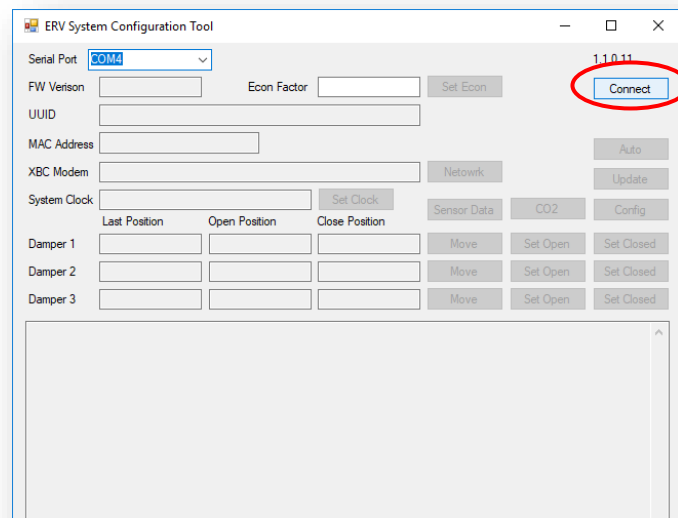 ERV System Configuration Tool
Serial Port COM4 1.1.0.11
FW Verison Econ Factor Set Econ Connect
UUID
MAC Address Auto
XBC Modem Netowrk Update
System Clock Set Clock Sensor Data CO2 Config
Last Position Open Position Close Position
Damper 1 Move Set Open Set Closed
Damper 2 Move Set Open Set Closed
Damper 3 Move Set Open Set Closed